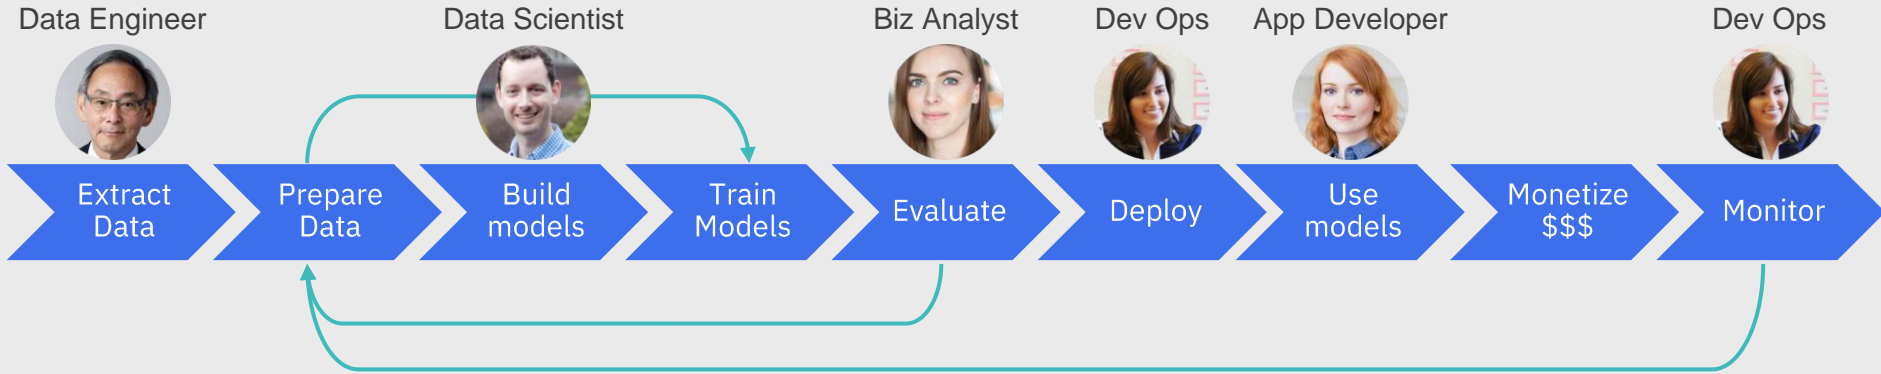 Data Engineer
Data Scientist
Biz Analyst
Dev Ops
App Developer
Dev Ops
Extract
Data
Prepare
Data
Build
models
Train
Models
Evaluate
Deploy
Use
models
Monetize
$$$
Monitor